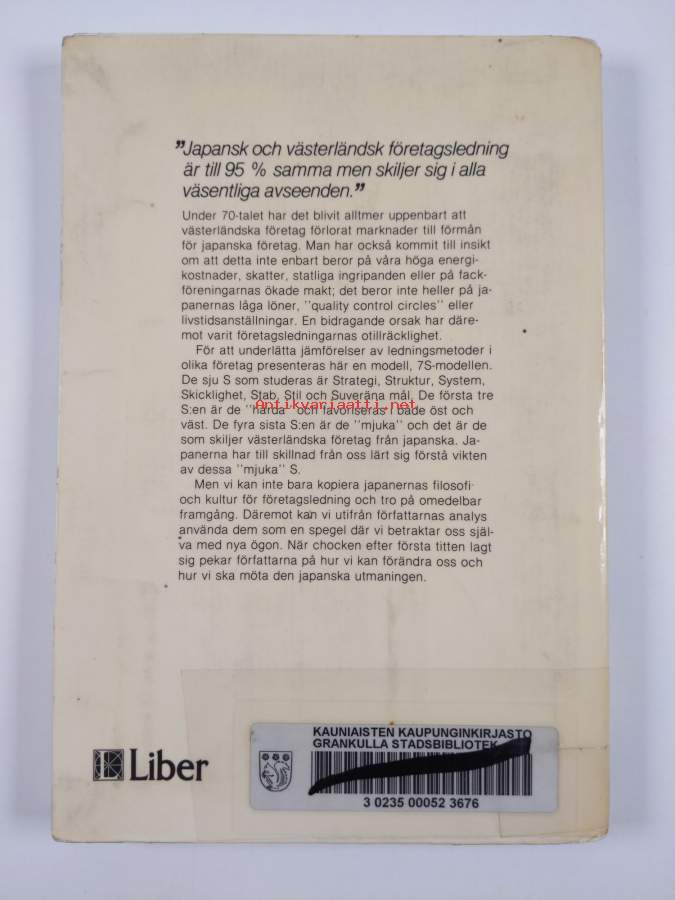 ”Japansk och västerländsk företagsledning
är till 95 % samma men skiljer sig i alla
väsentliga avseenden.”
Under 70-talet har det blivit alltmer uppenbart att
västerländska företag förlorat marknader till förmån
för japanska företag. Man har också kommit till insikt
om att detta inte enbart beror på våra höga energi-
kostnader, skatter, statliga ingripanden eller på fack-
föreningarnas ökade makt; det beror inte heller på ja-
panernas låga löner, ''quality control circles'' eller
livstidsanställningar. En bidragande orsak har däre-
mot varit företagsledningarnas otillräcklighet.
För att underlätta jämförelser av ledningsmetoder i
olika företag presenteras här en modell, 7S-modellen.
De sju S som studeras är Strategi, Struktur, System,
Skicklighet, Stab, Stil och Suveräna mål. De första tre
antikvariaatti.net
S:en är de ''hårda'' och favoriseras i både öst och
väst. De fyra sista S:en är de ''mjuka'' och det är de
som skiljer västerländska företag från japanska. Ja-
panerna har till skillnad från oss lärt sig förstå vikten
av dessa ''mjuka'' S.
Men vi kan inte bara kopiera japanernas filosofi
och kultur för företagsledning och tro på omedelbar
framgång. Däremot kan vi utifrån författarnas analys
använda dem som en spegel där vi betraktar oss själ-
va med nya ögon. När chocken efter första titten lagt
sig pekar författarna på hur vi kan förändra oss och
hur vi ska möta den japanska utmaningen.
Liber
KAUNIAISTEN KAUPUNGINKIRJASTO
GRANKULLA STADSBIBLIOTEK
3 0235 00052 3676